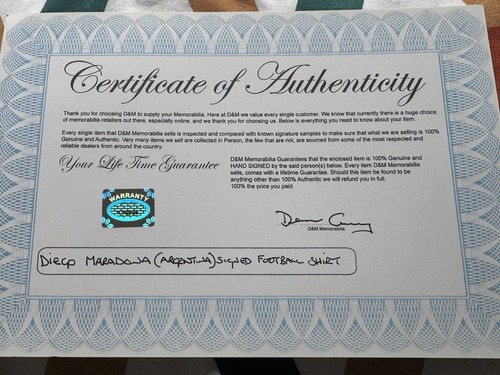 Certificate of Authenticity
Thank you for choosing D&M to supply your Memorabilia. Here at D&M we value every single customer. We know that currently there is a huge choice
of memorabilia retailers out there, especially online, and we thank you for choosing us. Below is everything you need to know about your item.
Every single item that D&M Memorabilia sells is inspected and compared with known signature samples to make sure that what we are selling is 100%
Genuine and Authentic. Very many items we sell are collected in Person, the few that are not, are sourced from some of the most respected and
reliable dealers from around the country.
Your Life Time Guarantee
D&M Memorabilia Guarantees that the enclosed item is 100% Genuine and
HAND SIGNED by the said person(s) below. Every item D&M Memorabilia
sells, comes with a lifetime Guarantee. Should this item be found to be
anything other than 100% Authentic we will refund you in full,
100% the price you paid.
WARRANTY
D&M Memorabilia
DIEGO MARADONA (ARGENTINA) SIGNED FOOTBALL SHIRT